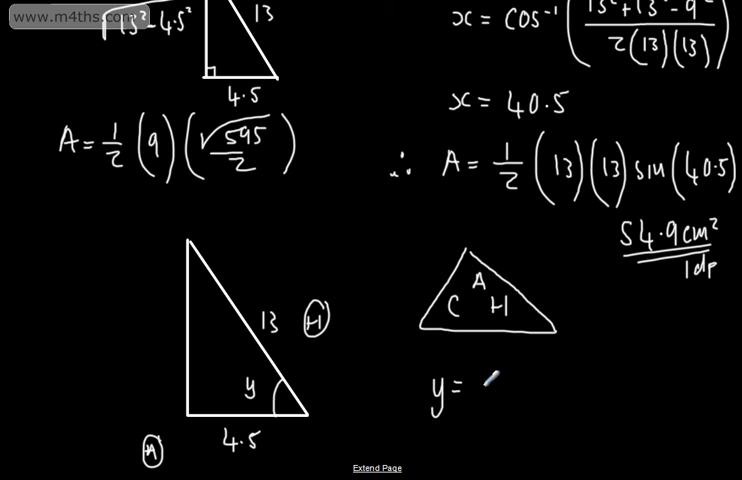 www.m4ths.com
√13²-4.5²
13
4.5
A = 1/2 (9) (√595/2)
x = cos⁻¹ (13²+13²-9²/2(13)(13))
x = 40.5
∴ A = 1/2 (13)(13) sin(40.5)
54.9cm²
1dp
13 H
y
4.5
A
A
C H
y =
Extend Page